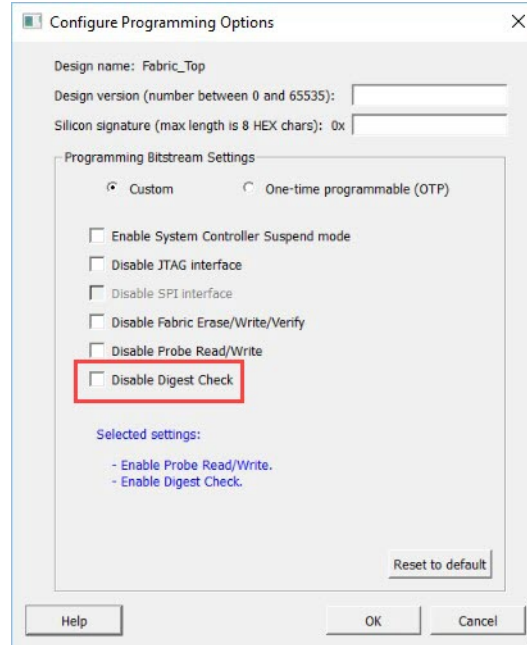 Configure Programming Options
Design name: Fabric_Top
Design version (number between 0 and 65535):
Silicon signature (max length is 8 HEX chars): 0x
Programming Bitstream Settings
Custom One-time programmable (OTP)
Enable System Controller Suspend mode
Disable JTAG interface
Disable SPI interface
Disable Fabric Erase/Write/Verify
Disable Probe Read/Write
Disable Digest Check
Selected settings:
- Enable Probe Read/Write.
- Enable Digest Check.
Reset to default
Help OK Cancel